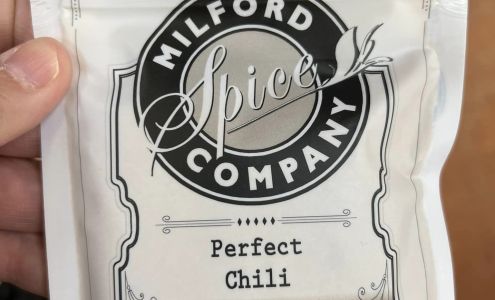 MILFORD
Spice
COMPANY
Perfect
Chili